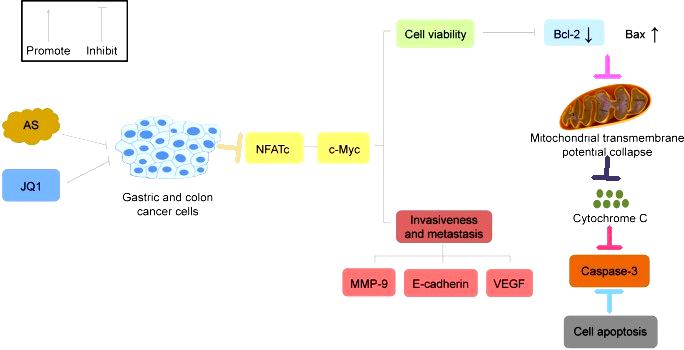 Promote
Inhibit
AS
JQ1
Gastric and colon
cancer cells
NFATc
c-Myc
Cell viability
Bcl-2 ↓
Bax ↑
Mitochondrial transmembrane
potential collapse
Cytochrome C
Caspase-3
Cell apoptosis
Invasiveness
and metastasis
MMP-9
E-cadherin
VEGF